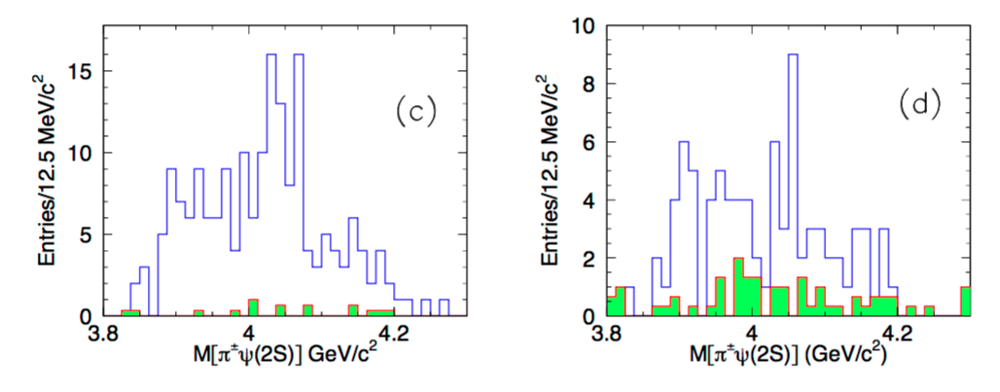 Entries/12.5 MeV/c²
15
10
5
0
3.8
4
4.2
M[π±ψ(2S)] GeV/c²
(c)
Entries/12.5 MeV/c²
10
8
6
4
2
0
3.8
4
4.2
M[π±ψ(2S)] (GeV/c²)
(d)